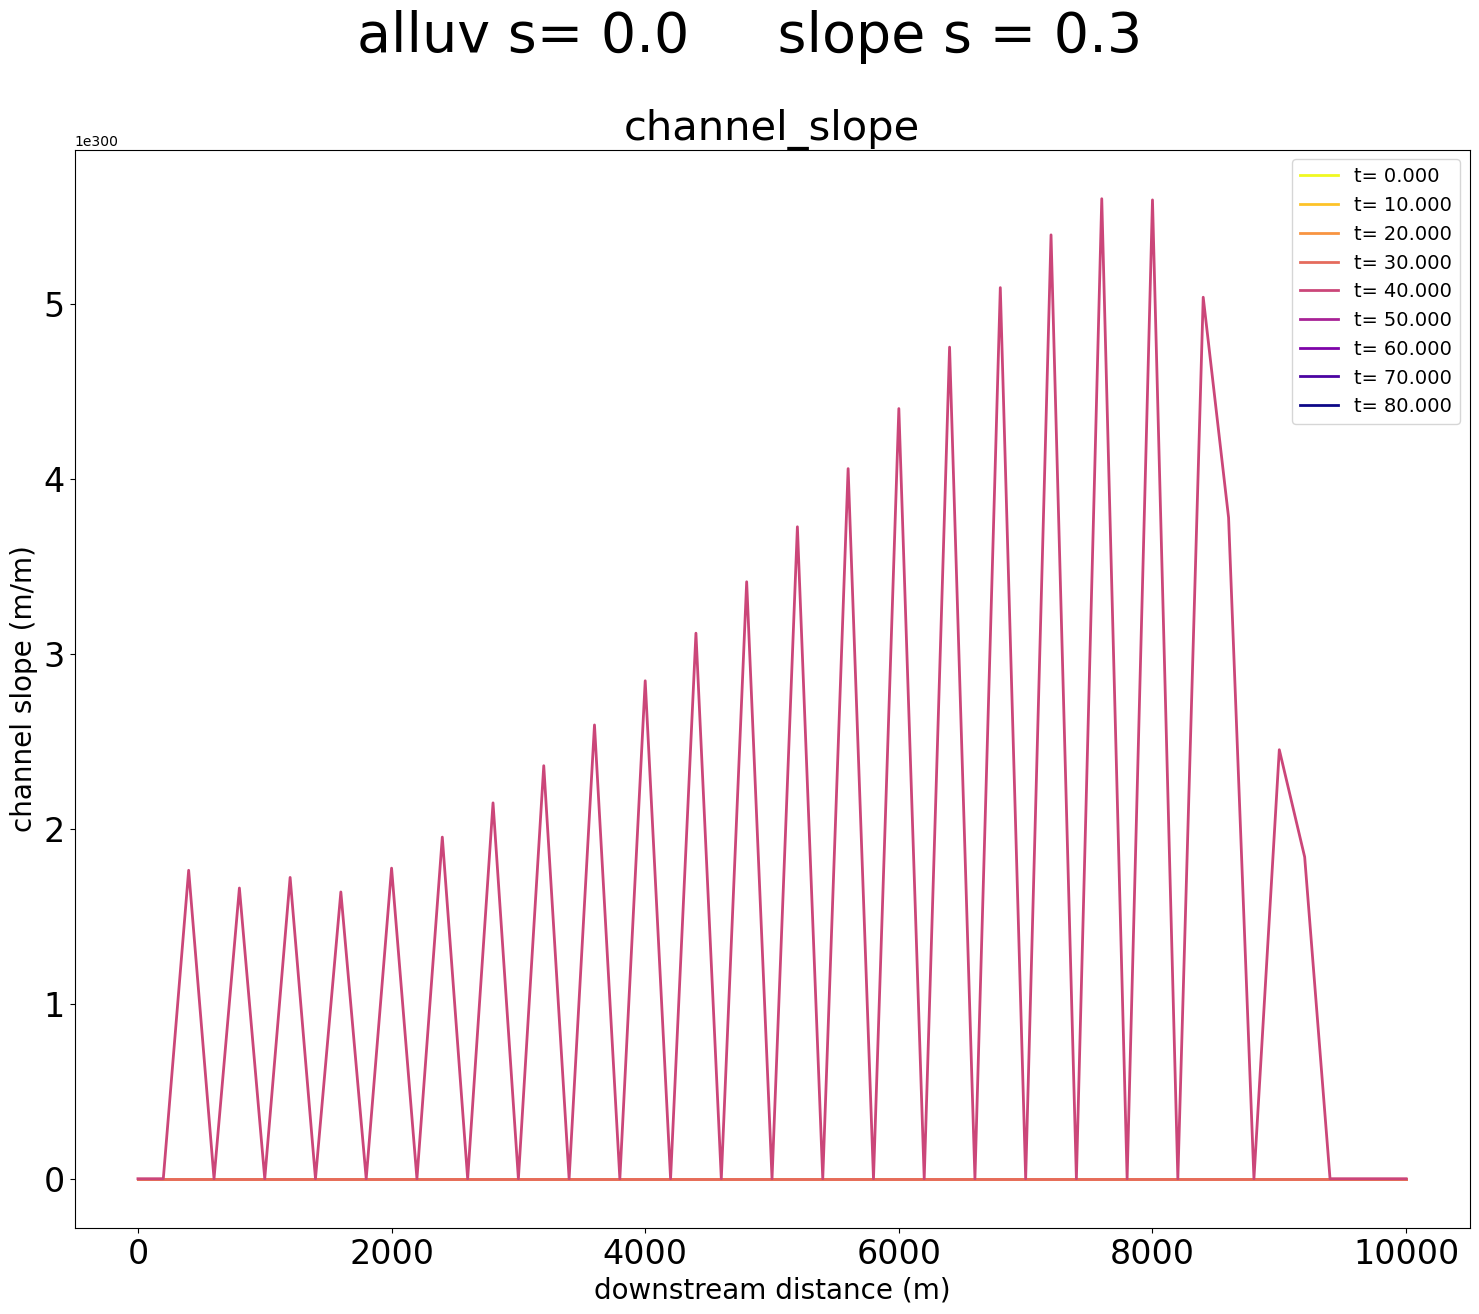 alluv s= 0.0     slope s = 0.3
channel_slope
1e300
t= 0.000
t= 10.000
t= 20.000
t= 30.000
t= 40.000
t= 50.000
t= 60.000
t= 70.000
t= 80.000
5
4
3
2
1
0
channel slope (m/m)
0 2000 4000 6000 8000 10000
downstream distance (m)